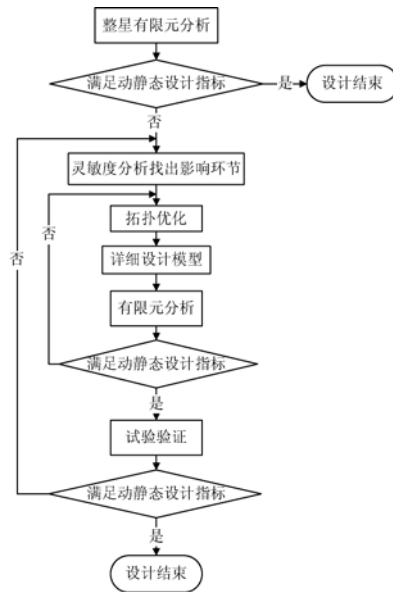 整星有限元分析
满足动静态设计指标
是
设计结束
否
灵敏度分析找出影响环节
拓扑优化
否
详细设计模型
否
有限元分析
满足动静态设计指标
是
试验验证
满足动静态设计指标
是
设计结束